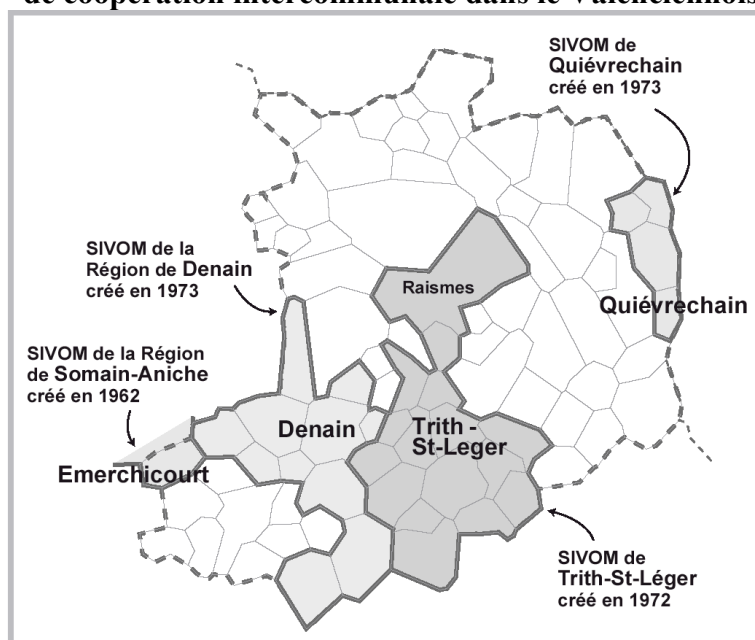 de coopération intercommunale dans le Valenciennois
SIVOM de
Quiévrechain
créé en 1973
SIVOM de la
Région de Denain
créé en 1973
Raismes
Quiévrechain
SIVOM de la Région
de Somain-Aniche
créé en 1962
Denain
Trith -
St-Leger
Emerchicourt
SIVOM de
Trith-St-Léger
créé en 1972